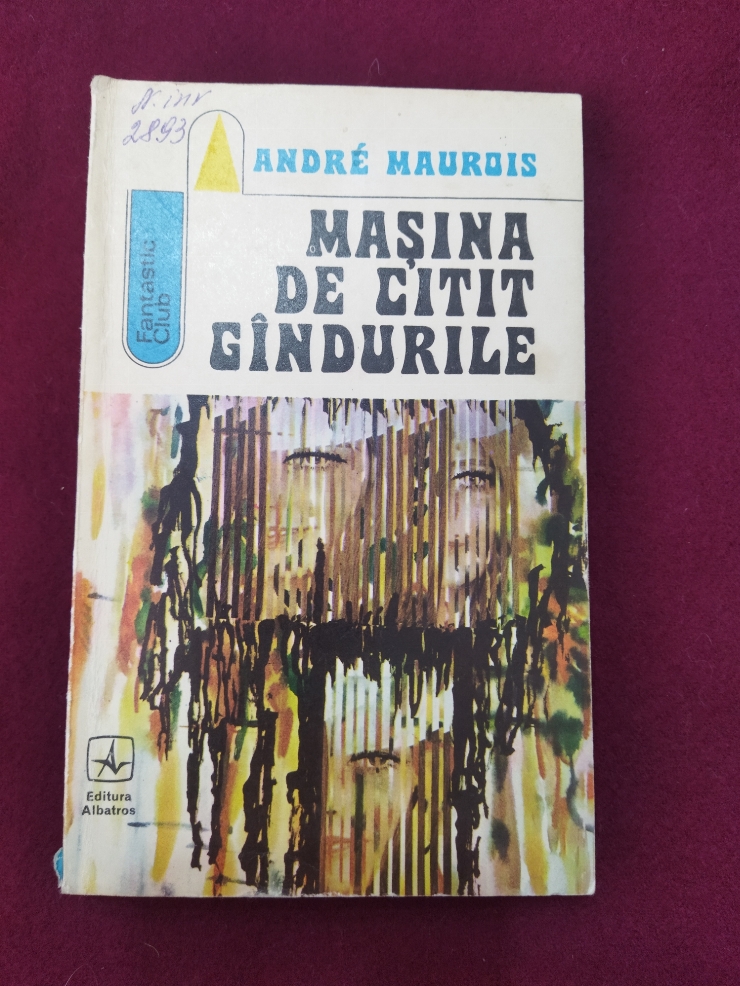 N. inv
2893
ANDRÉ MAUROIS
MAȘINA
DE CITIT
GÎNDURILE
Fantastic
Club
Editura
Albatros